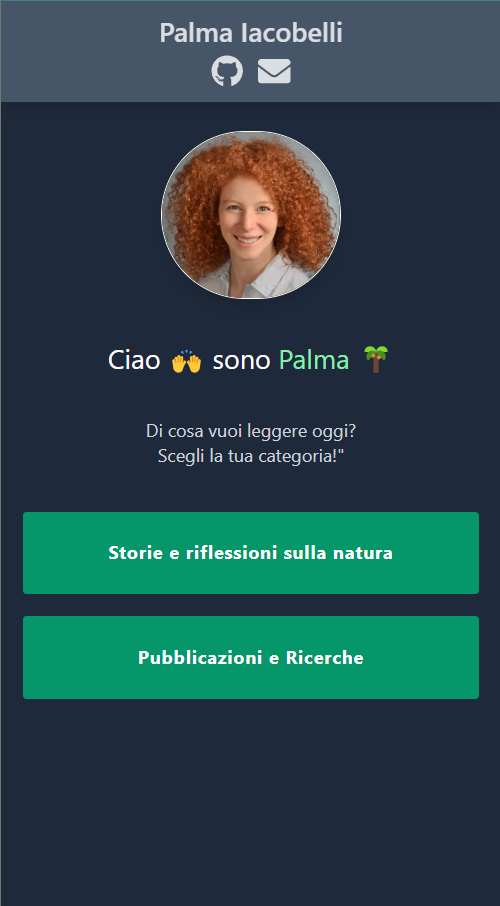 Palma Iacobelli
Ciao 🙌 sono Palma 🌴
Di cosa vuoi leggere oggi?
Scegli la tua categoria!"
Storie e riflessioni sulla natura
Pubblicazioni e Ricerche